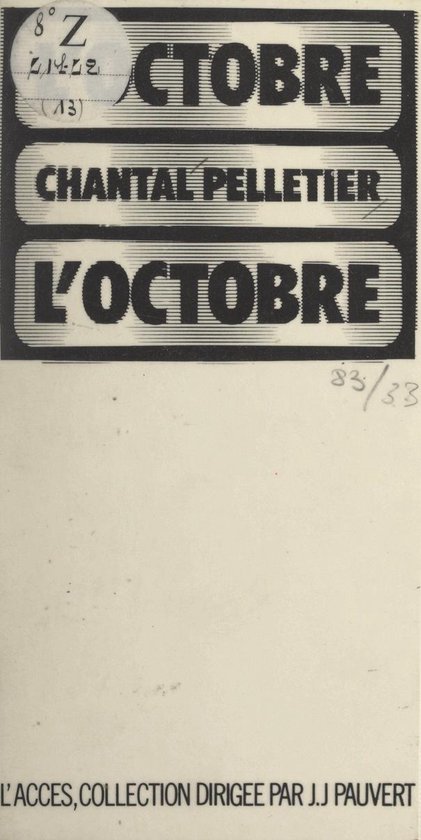 8° Z
(13)
OCTOBRE
CHANTAL PELLETIER
L'OCTOBRE
83/33
L'ACCES, COLLECTION DIRIGEE PAR J.J PAUVERT